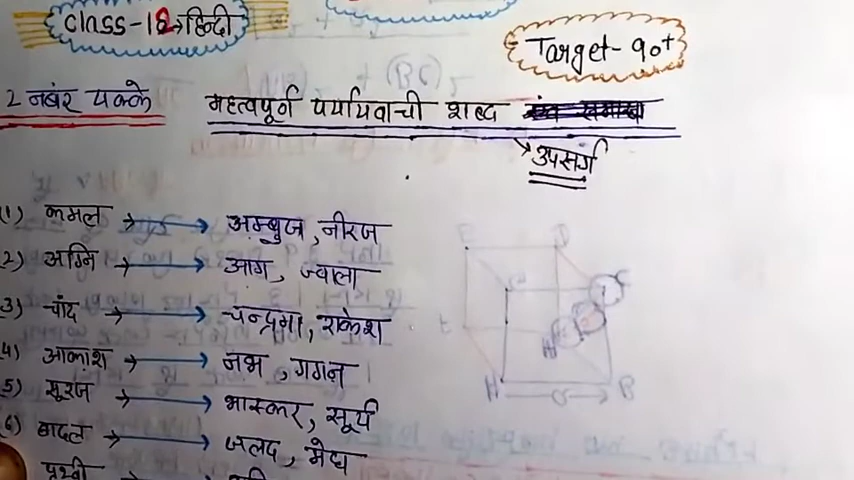 Class-12→हिन्दी
Target-90+
2 नबंर पक्के
महत्वपूर्ण पर्यायवाची शब्द
उपसर्ग
(1) कमल → अम्बुज, नीरज
(2) अग्नि → आग, ज्वाला
(3) चांद → चन्द्रमा, राकेश
(4) आकाश → नभ, गगन
(5) सूरज → भास्कर, सूर्य
(6) बादल → जलद, मेघ
पृथ्वी